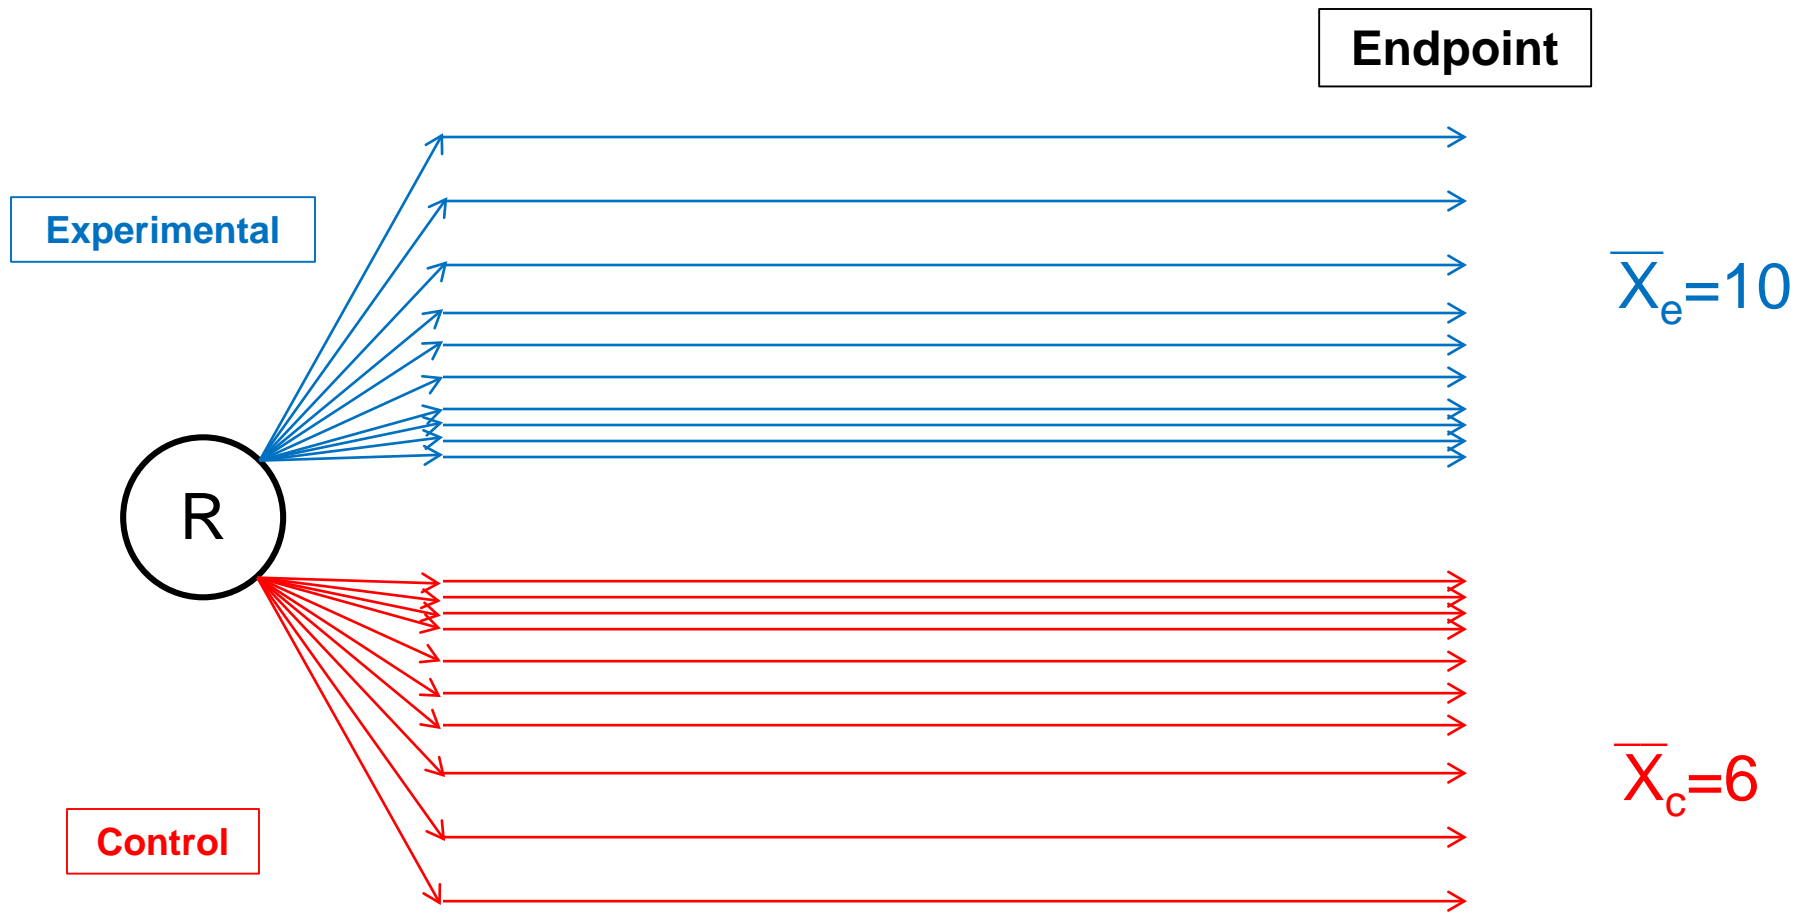 Endpoint
Experimental
X̅ₑ=10
R
X̅c=6
Control